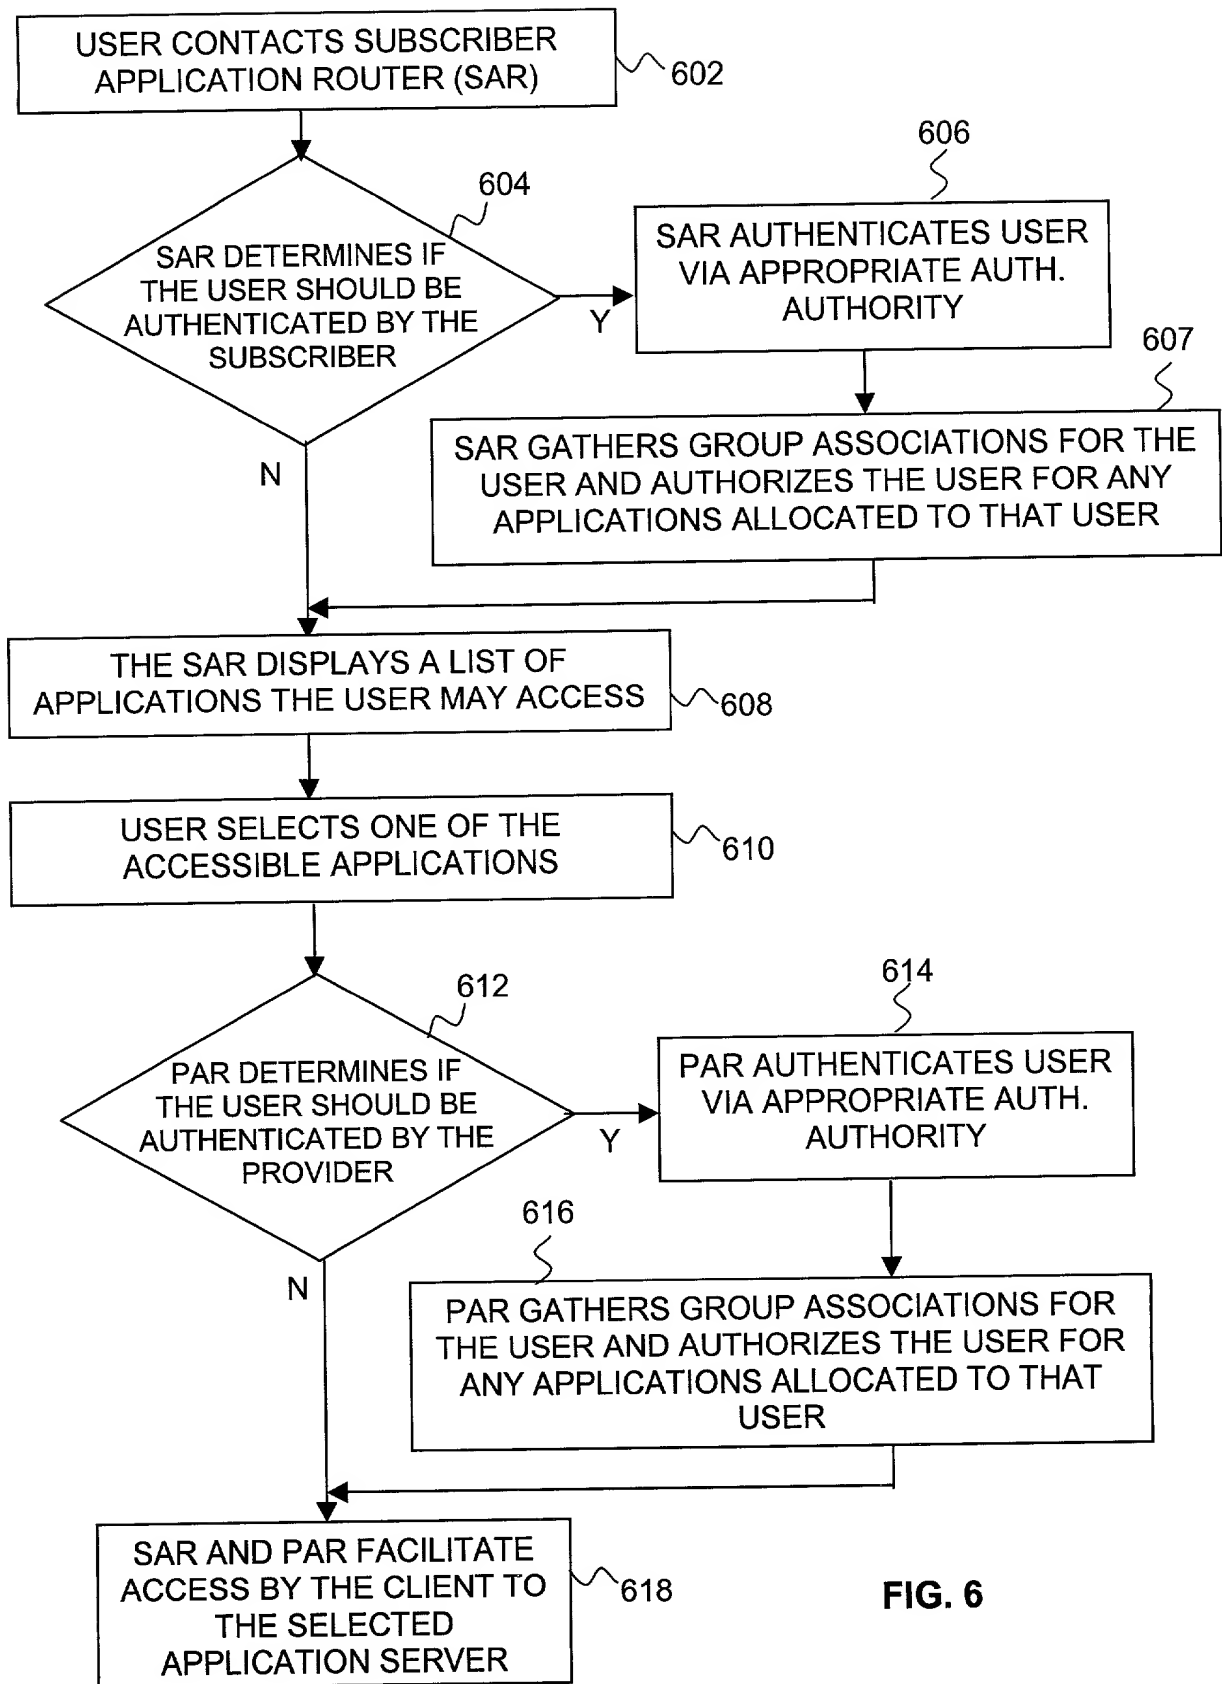 USER CONTACTS SUBSCRIBER
APPLICATION ROUTER (SAR)
602
604
SAR DETERMINES IF
THE USER SHOULD BE
AUTHENTICATED BY THE
SUBSCRIBER
Y
N
606
SAR AUTHENTICATES USER
VIA APPROPRIATE AUTH.
AUTHORITY
607
SAR GATHERS GROUP ASSOCIATIONS FOR THE
USER AND AUTHORIZES THE USER FOR ANY
APPLICATIONS ALLOCATED TO THAT USER
THE SAR DISPLAYS A LIST OF
APPLICATIONS THE USER MAY ACCESS
608
USER SELECTS ONE OF THE
ACCESSIBLE APPLICATIONS
610
612
PAR DETERMINES IF
THE USER SHOULD BE
AUTHENTICATED BY THE
PROVIDER
Y
N
614
PAR AUTHENTICATES USER
VIA APPROPRIATE AUTH.
AUTHORITY
616
PAR GATHERS GROUP ASSOCIATIONS FOR
THE USER AND AUTHORIZES THE USER FOR
ANY APPLICATIONS ALLOCATED TO THAT
USER
SAR AND PAR FACILITATE
ACCESS BY THE CLIENT TO
THE SELECTED
APPLICATION SERVER
618
FIG. 6